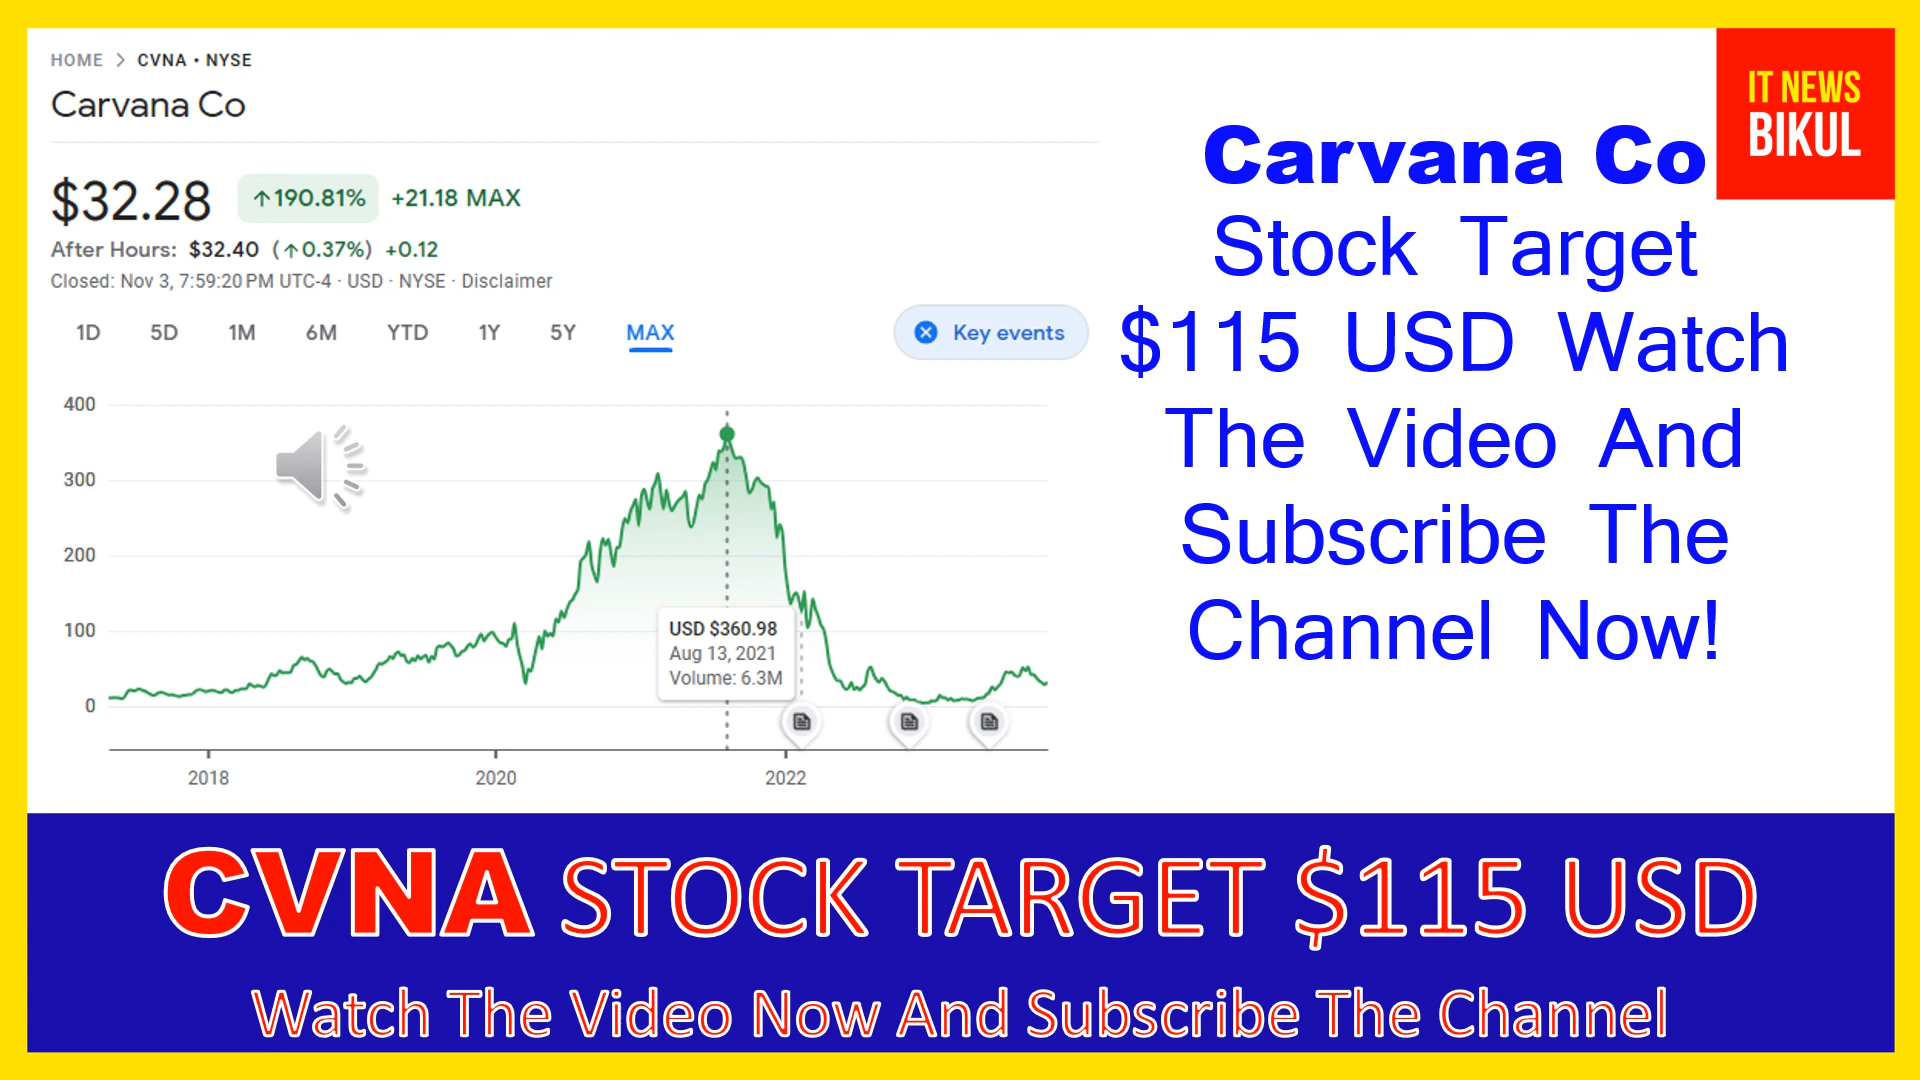 HOME > CVNA • NYSE
Carvana Co
$32.28 ↑190.81% +21.18 MAX
After Hours: $32.40 (↑0.37%) +0.12
Closed: Nov 3, 7:59:20 PM UTC-4 · USD · NYSE · Disclaimer
1D 5D 1M 6M YTD 1Y 5Y MAX
Key events
400
300
200
100
0
USD $360.98
Aug 13, 2021
Volume: 6.3M
2018 2020 2022
IT NEWS
BIKUL
Carvana Co
Stock Target
$115 USD Watch
The Video And
Subscribe The
Channel Now!
CVNA STOCK TARGET $115 USD
Watch The Video Now And Subscribe The Channel